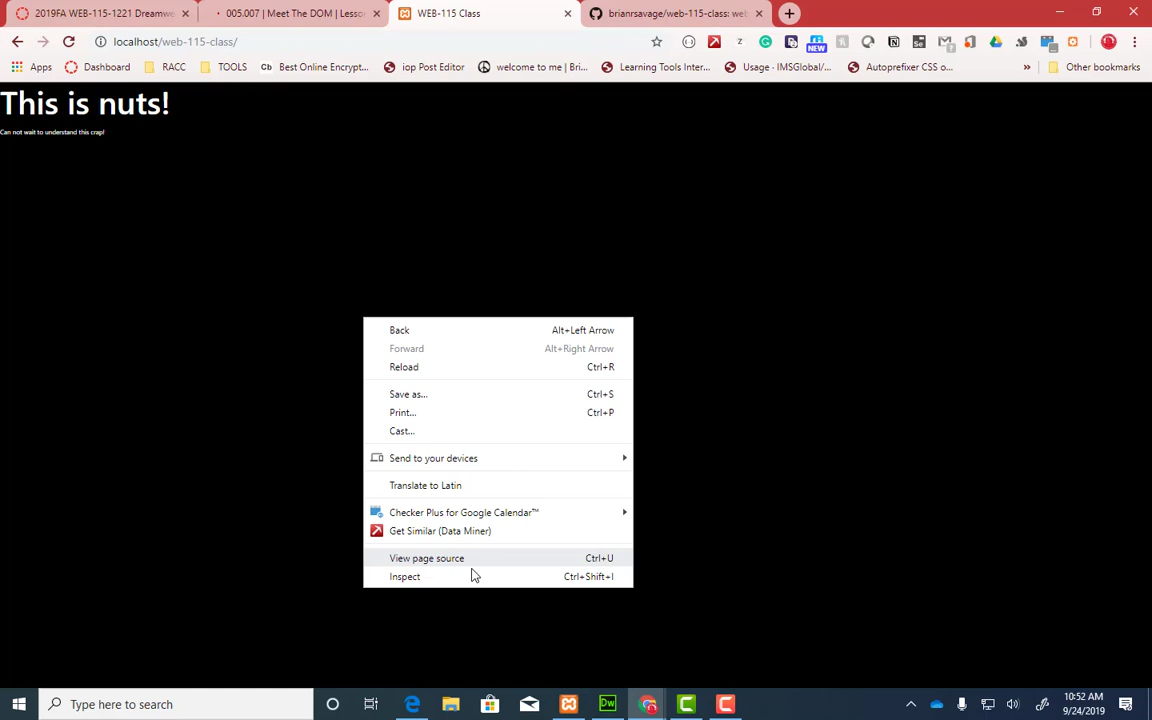 2019FA WEB-115-1221 Dreamwe
005.007 | Meet The DOM | Lesso
WEB-115 Class
brianrsavage/web-115-class: web
localhost/web-115-class/
NEW
Apps
Dashboard
RACC
TOOLS
Cb Best Online Encrypt...
iop Post Editor
welcome to me | Bri...
Learning Tools Inter...
Usage · IMSGlobal/...
Autoprefixer CSS o...
»
Other bookmarks
This is nuts!
Can not wait to understand this crap!
Back Alt+Left Arrow
Forward Alt+Right Arrow
Reload Ctrl+R
Save as... Ctrl+S
Print... Ctrl+P
Cast...
Send to your devices
Translate to Latin
Checker Plus for Google Calendar™
Get Similar (Data Miner)
View page source Ctrl+U
Inspect Ctrl+Shift+I
Type here to search
Dw
10:52 AM
9/24/2019